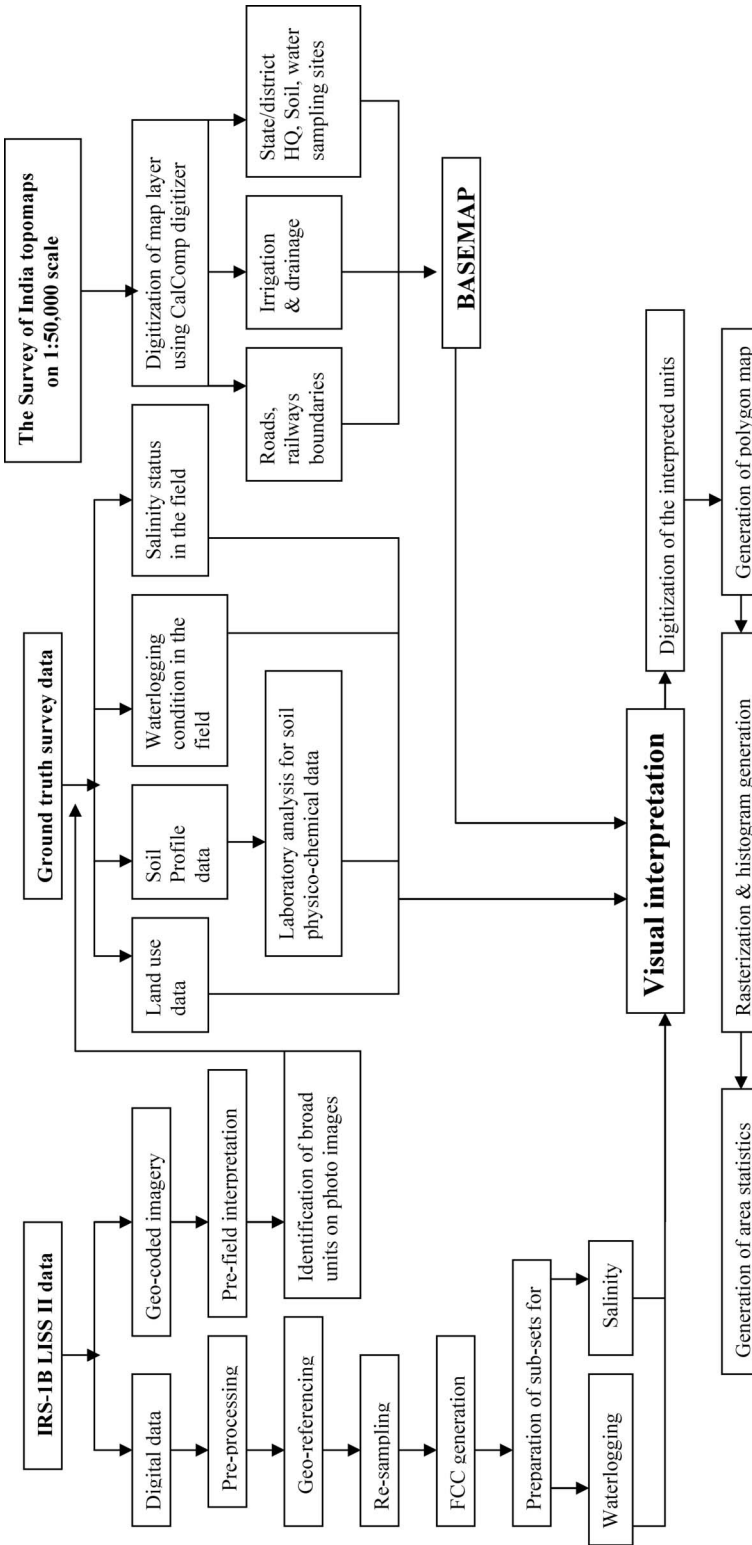 IRS-1B LISS II data
Digital data
Pre-processing
Geo-referencing
Re-sampling
FCC generation
Preparation of sub-sets for
Waterlogging
Salinity
Geo-coded imagery
Pre-field interpretation
Identification of broad
units on photo images
Ground truth survey data
Land use
data
Soil
Profile
data
Laboratory analysis for soil
physico-chemical data
Waterlogging
condition in the
field
Salinity status
in the field
The Survey of India topomaps
on 1:50,000 scale
Digitization of map layer
using CalComp digitizer
Roads,
railways
boundaries
Irrigation
& drainage
State/district
HQ, Soil, water
sampling sites
BASEMAP
Visual interpretation
Digitization of the interpreted units
Generation of polygon map
Rasterization & histogram generation
Generation of area statistics